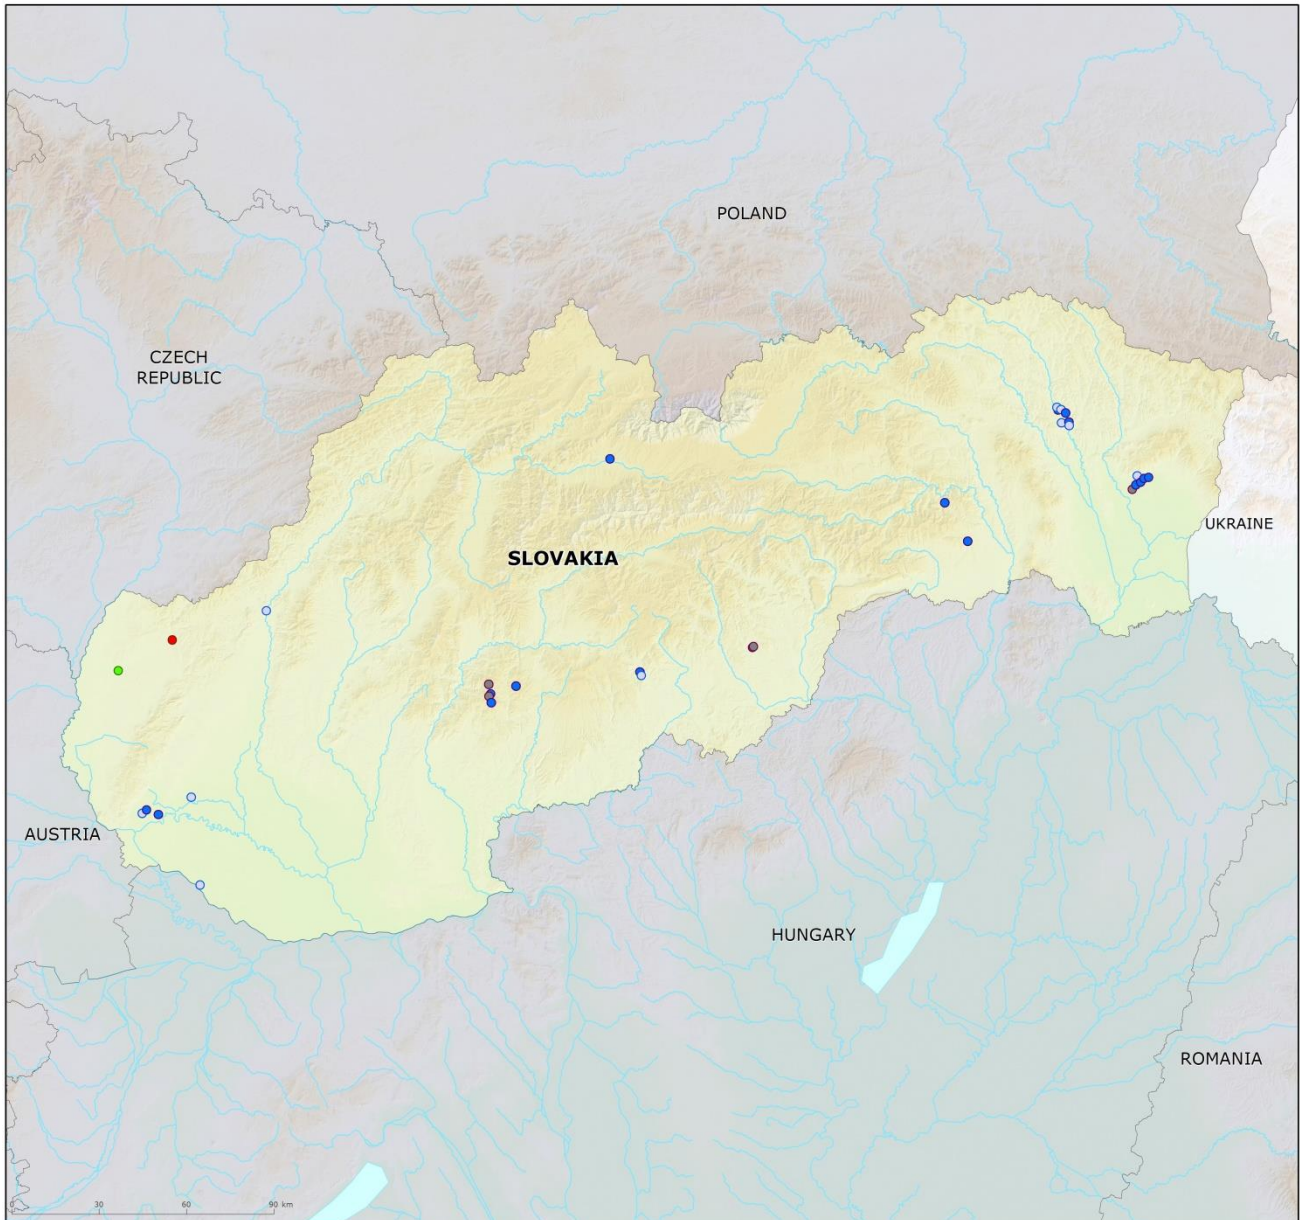 POLAND
CZECH
REPUBLIC
UKRAINE
SLOVAKIA
AUSTRIA
HUNGARY
ROMANIA
0 30 60 90 km